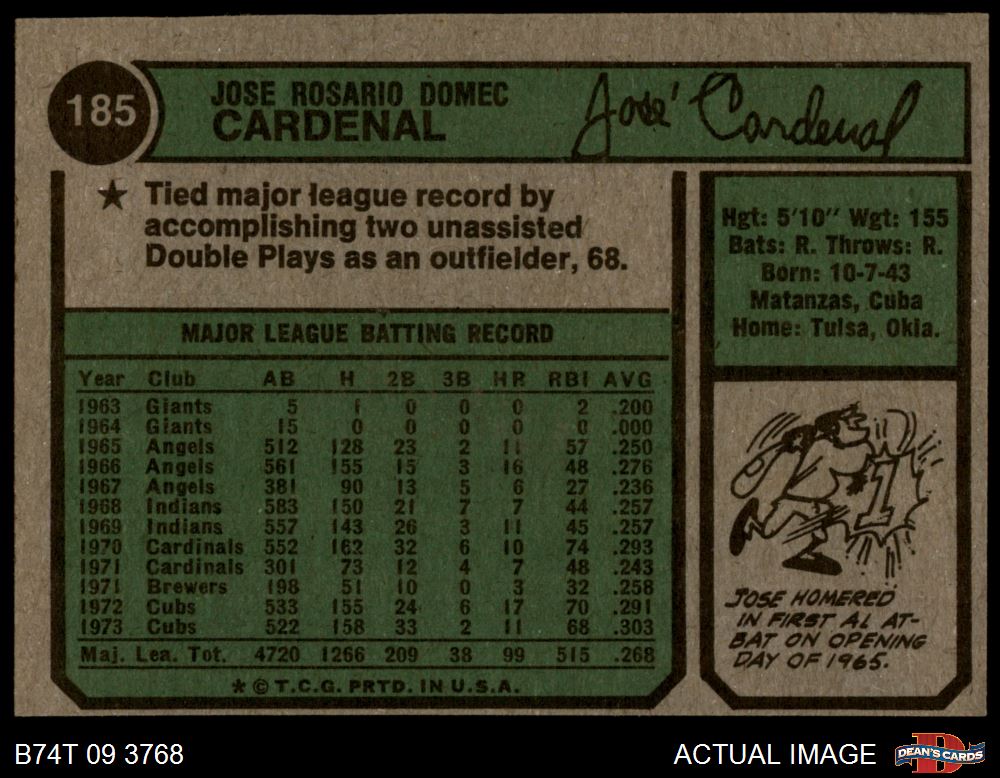 185
JOSE ROSARIO DOMEC
CARDENAL
José Cardenal
★ Tied major league record by
accomplishing two unassisted
Double Plays as an outfielder, 68.
Hgt: 5'10" Wgt: 155
Bats: R. Throws: R.
Born: 10-7-43
Matanzas, Cuba
Home: Tulsa, Okla.
MAJOR LEAGUE BATTING RECORD
Year Club AB H 2B 3B HR RBI AVG
1963 Giants 5 1 0 0 0 2 .200
1964 Giants 15 0 0 0 0 0 .000
1965 Angels 512 128 23 2 11 57 .250
1966 Angels 561 155 15 3 16 48 .276
1967 Angels 381 90 13 5 6 27 .236
1968 Indians 583 150 21 7 7 44 .257
1969 Indians 557 143 26 3 11 45 .257
1970 Cardinals 552 162 32 6 10 74 .293
1971 Cardinals 301 73 12 4 7 48 .243
1971 Brewers 198 51 10 0 3 32 .258
1972 Cubs 533 155 24 6 17 70 .291
1973 Cubs 522 158 33 2 11 68 .303
Maj. Lea. Tot. 4720 1266 209 38 99 515 .268
★ © T.C.G. PRTD. IN U.S.A.
1
JOSE HOMERED
IN FIRST AL AT-
BAT ON OPENING
DAY OF 1965.
B74T 09 3768
ACTUAL IMAGE
DEAN'S CARDS